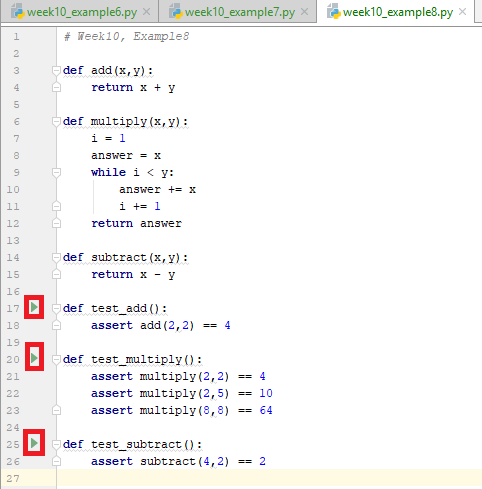 week10_example6.py × week10_example7.py × week10_example8.py ×
1 # Week10, Example8
2
3 def add(x,y):
4     return x + y
5
6 def multiply(x,y):
7     i = 1
8     answer = x
9     while i < y:
10         answer += x
11         i += 1
12     return answer
13
14 def subtract(x,y):
15     return x - y
16
17 def test_add():
18     assert add(2,2) == 4
19
20 def test_multiply():
21     assert multiply(2,2) == 4
22     assert multiply(2,5) == 10
23     assert multiply(8,8) == 64
24
25 def test_subtract():
26     assert subtract(4,2) == 2
27